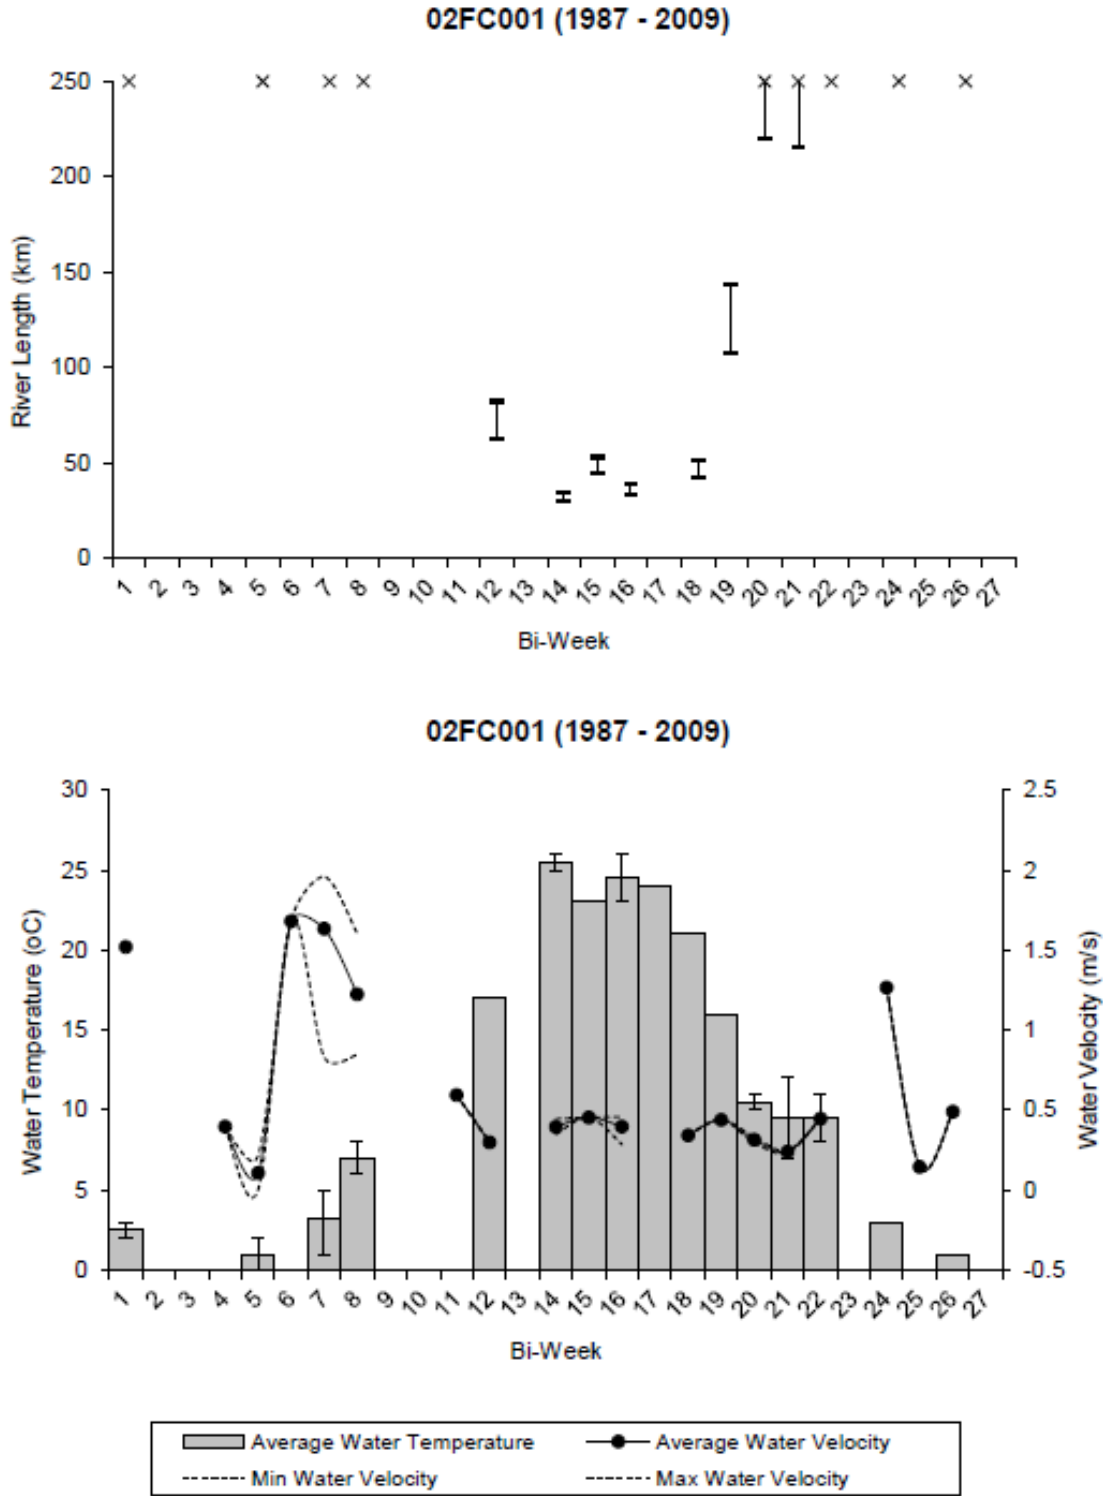 02FC001 (1987 - 2009)
250
200
150
100
50
0
River Length (km)
1 2 3 4 5 6 7 8 9 10 11 12 13 14 15 16 17 18 19 20 21 22 23 24 25 26 27
Bi-Week
02FC001 (1987 - 2009)
30
25
20
15
10
5
0
Water Temperature (oC)
2.5
2
1.5
1
0.5
0
-0.5
Water Velocity (m/s)
1 2 3 4 5 6 7 8 9 10 11 12 13 14 15 16 17 18 19 20 21 22 23 24 25 26 27
Bi-Week
Average Water Temperature Average Water Velocity
Min Water Velocity Max Water Velocity